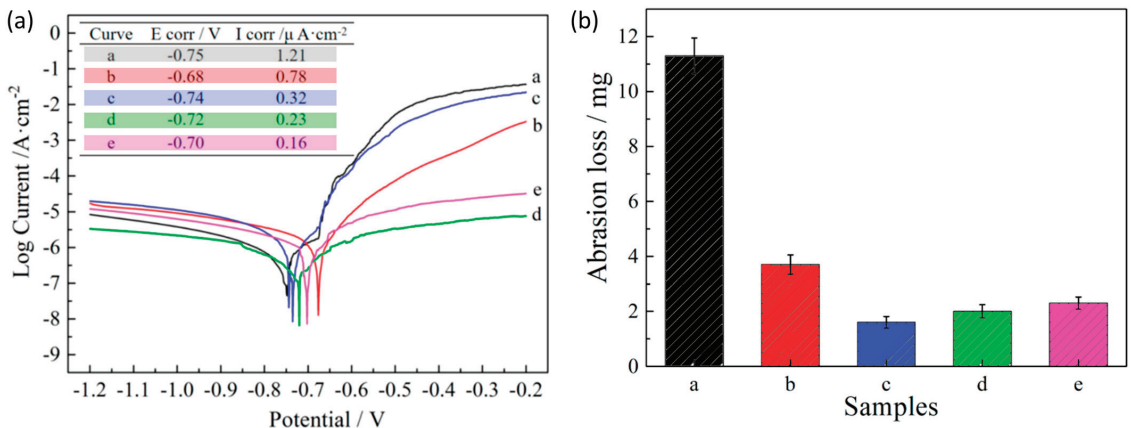 (a)
Curve E corr / V I corr /μ A·cm-2
a -0.75 1.21
b -0.68 0.78
c -0.74 0.32
d -0.72 0.23
e -0.70 0.16
Log Current /A·cm-2
0
-1
-2
-3
-4
-5
-6
-7
-8
-9
a
c
b
e
d
-1.2 -1.1 -1.0 -0.9 -0.8 -0.7 -0.6 -0.5 -0.4 -0.3 -0.2
Potential / V
(b)
Abrasion loss / mg
12
10
8
6
4
2
0
a b c d e
Samples